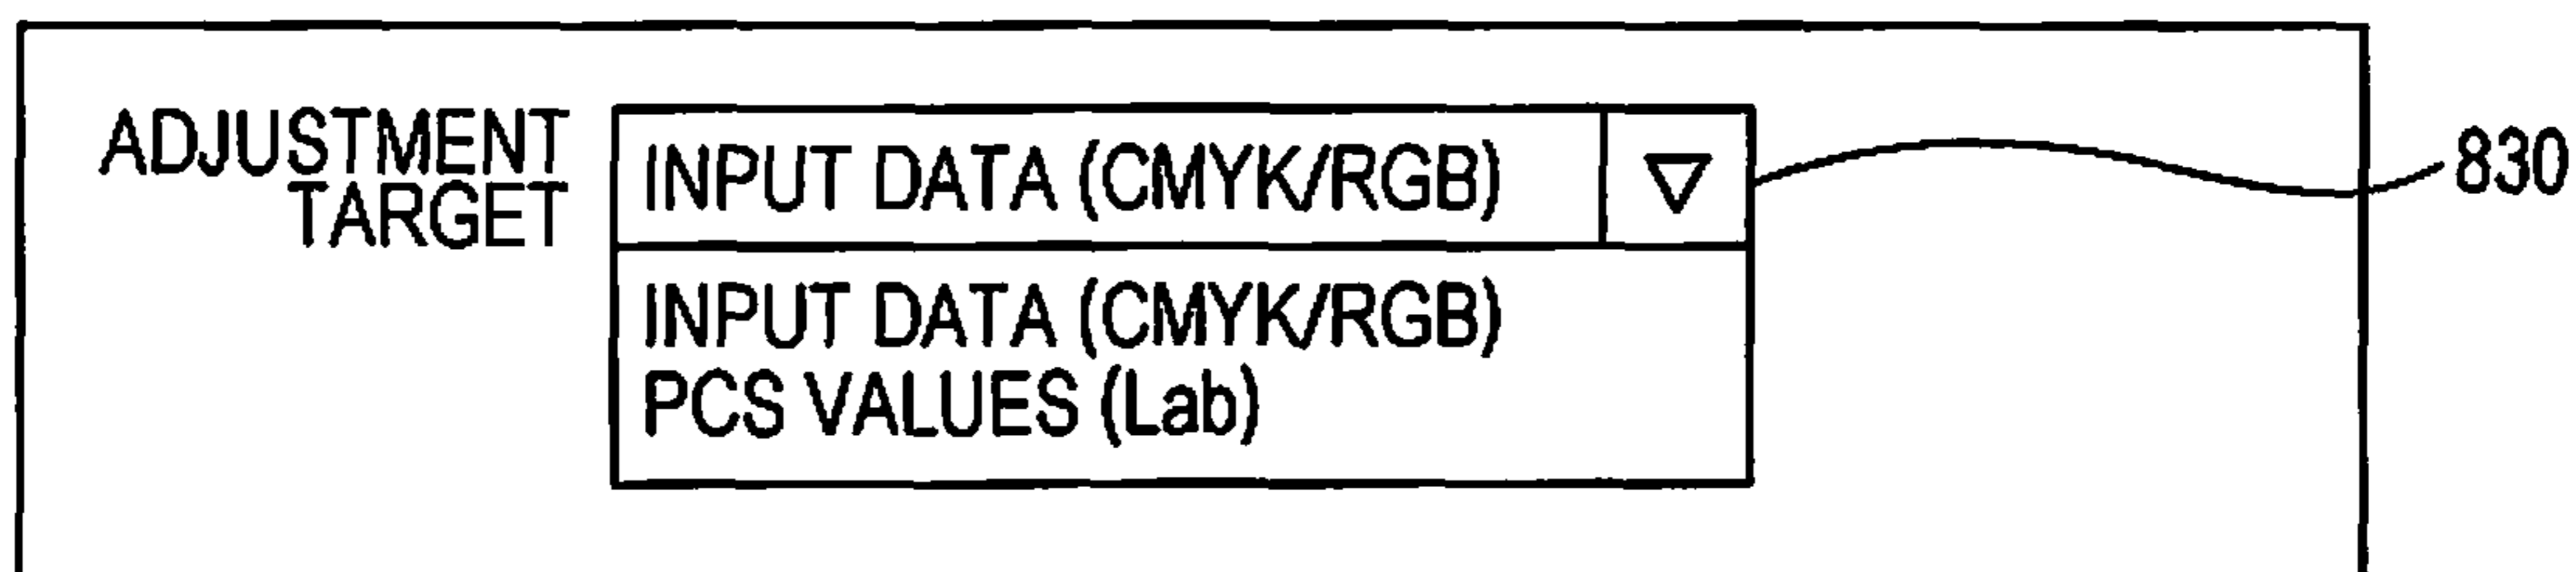 ADJUSTMENT
TARGET
INPUT DATA (CMYK/RGB)
830
INPUT DATA (CMYK/RGB)
PCS VALUES (Lab)